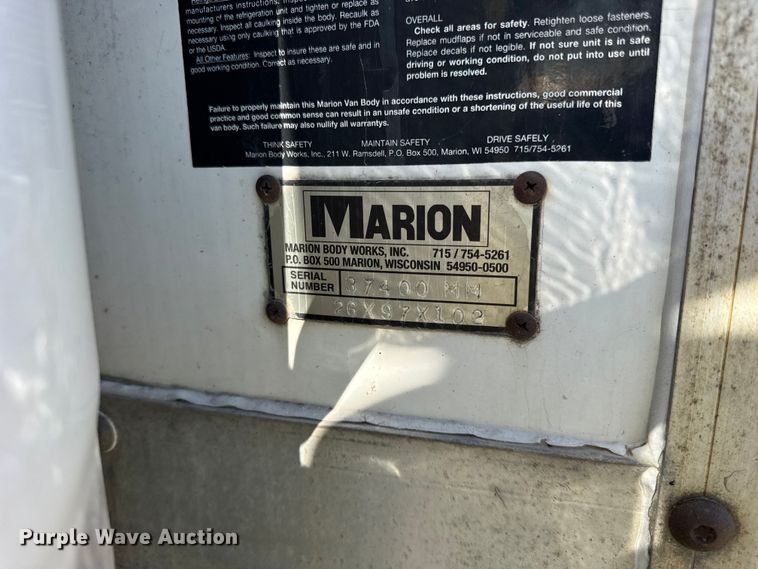 manufacturers instructions. Inspect
mounting of the refrigeration unit and tighten or replace as
necessary. Inspect all caulking inside the body. Recaulk as
necessary using only caulking that is approved by the FDA
or the USDA.
All Other Features: Inspect to insure these are safe and in
good working condition. Correct as necessary.
OVERALL
Check all areas for safety. Retighten loose fasteners.
Replace mudflaps if not in serviceable and safe condition.
Replace decals if not legible. If not sure unit is in safe
driving or working condition, do not put into use until
problem is resolved.
Failure to properly maintain this Marion Van Body in accordance with these instructions, good commercial
practice and good common sense can result in an unsafe condition or a shortening of the useful life of this
van body. Such failure may also nullify all warrantys.
THINK SAFETY MAINTAIN SAFETY DRIVE SAFELY
Marion Body Works, Inc., 211 W. Ramsdell, P.O. Box 500, Marion, WI 54950 715/754-5261
MARION
MARION BODY WORKS, INC. 715 / 754-5261
P.O. BOX 500 MARION, WISCONSIN 54950-0500
SERIAL
NUMBER 37400 MM
26X97X102
Purple Wave Auction